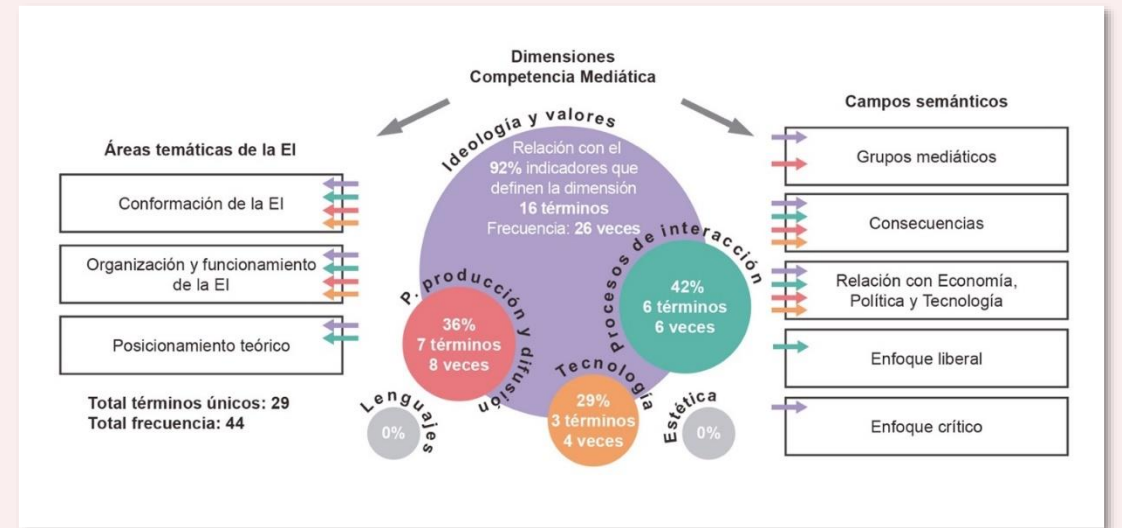 Dimensiones
Competencia Mediática
Áreas temáticas de la EI
Conformación de la EI
Organización y funcionamiento
de la EI
Posicionamiento teórico
Total términos únicos: 29
Total frecuencia: 44
Ideología y valores
Relación con el
92% indicadores que
definen la dimensión
16 términos
Frecuencia: 26 veces
P. producción y difusión
36%
7 términos
8 veces
Procesos de interacción
42%
6 términos
6 veces
Lenguajes
0%
Tecnología
29%
3 términos
4 veces
Estética
0%
Campos semánticos
Grupos mediáticos
Consecuencias
Relación con Economía,
Política y Tecnología
Enfoque liberal
Enfoque crítico